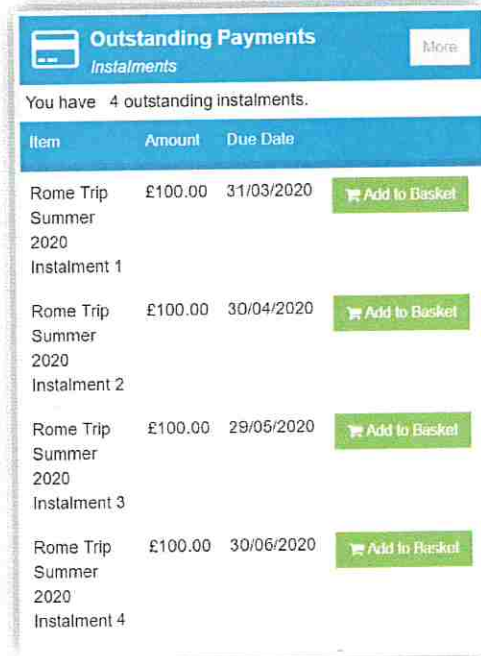 Outstanding Payments
More
Instalments
You have 4 outstanding instalments.
Item Amount Due Date
Rome Trip £100.00 31/03/2020 Add to Basket
Summer
2020
Instalment 1
Rome Trip £100.00 30/04/2020 Add to Basket
Summer
2020
Instalment 2
Rome Trip £100.00 29/05/2020 Add to Basket
Summer
2020
Instalment 3
Rome Trip £100.00 30/06/2020 Add to Basket
Summer
2020
Instalment 4